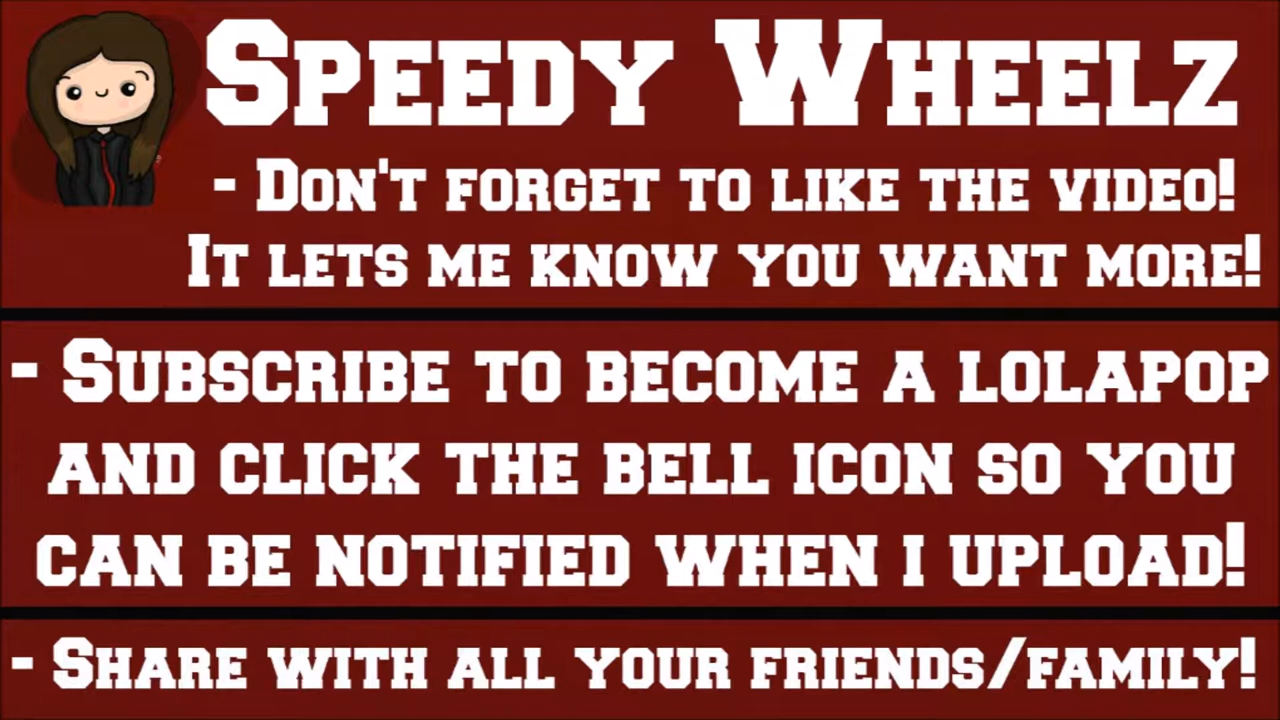 Speedy Wheelz
- Don't forget to like the video!
It lets me know you want more!
- Subscribe to become a lolapop
and click the bell icon so you
can be notified when I upload!
- Share with all your friends/family!